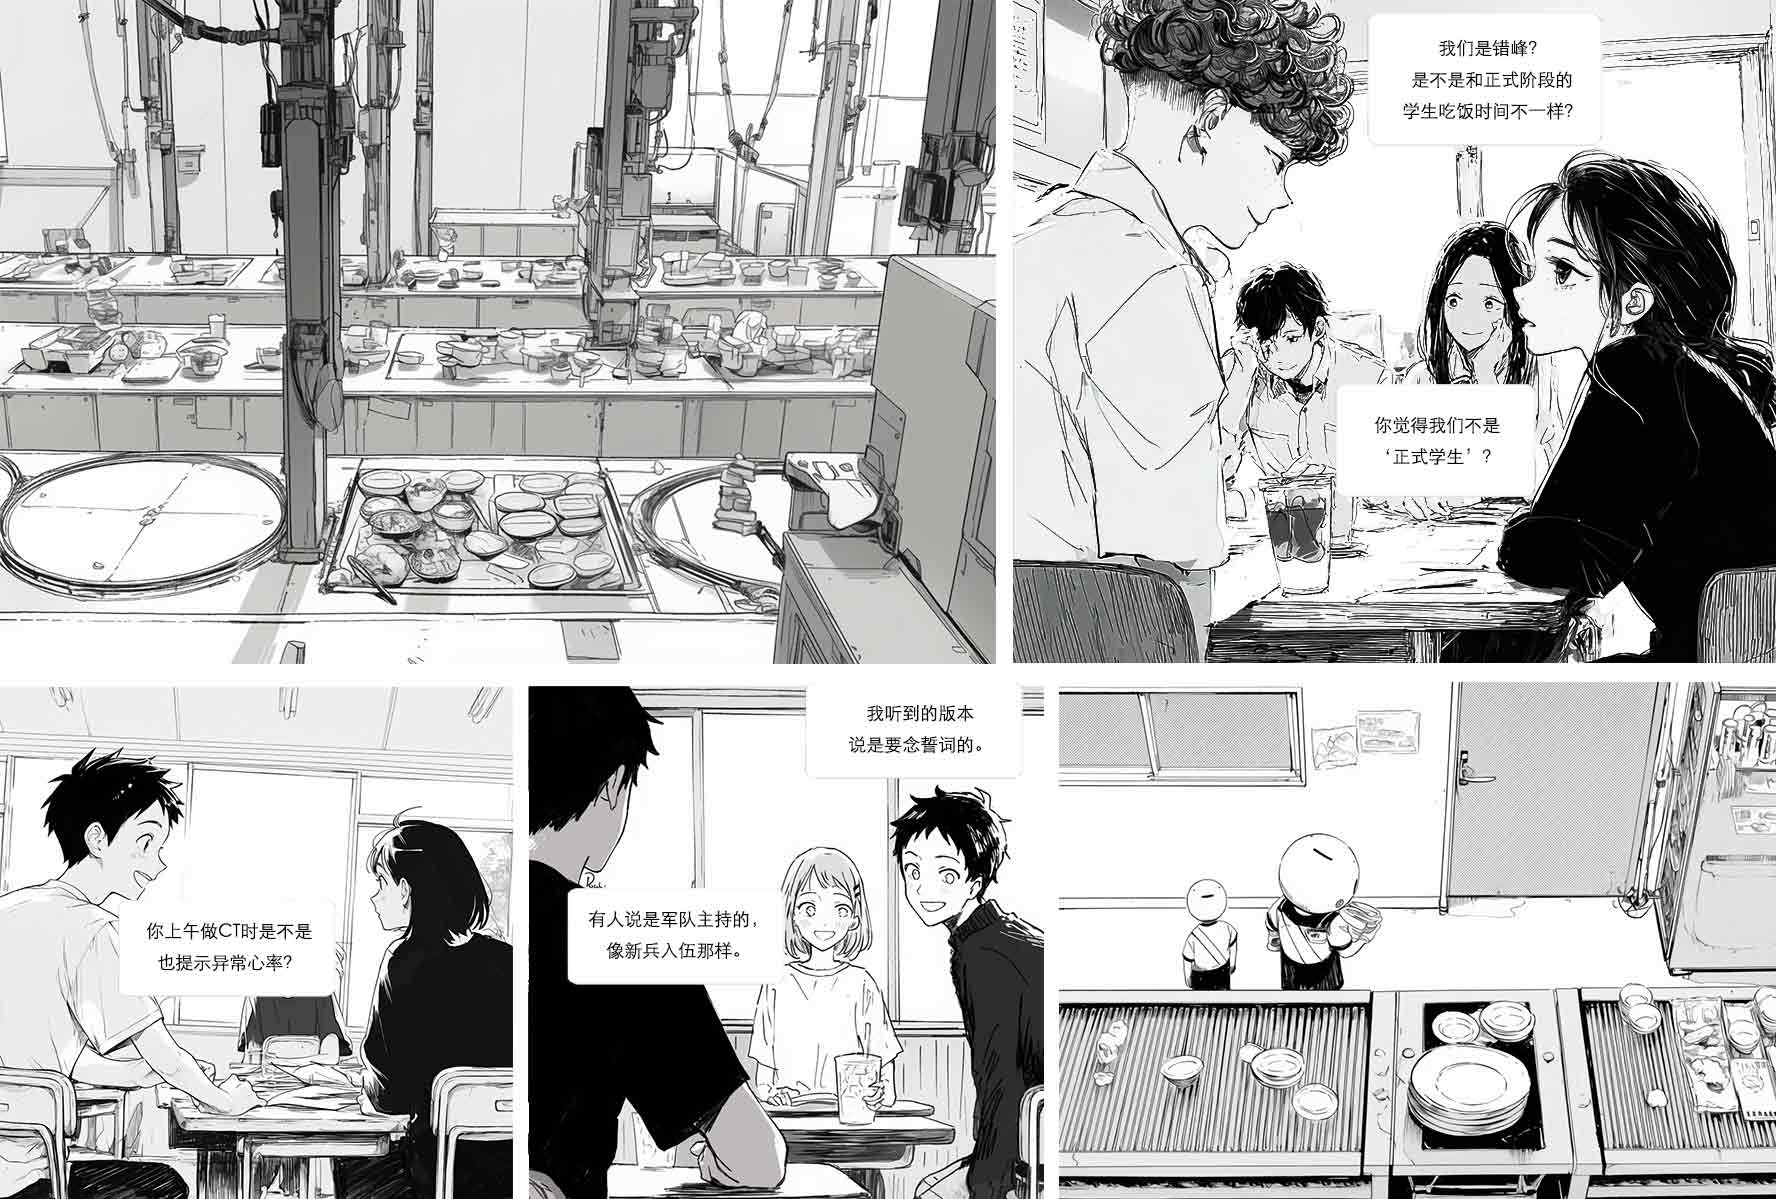 我们是错峰？
是不是和正式阶段的
学生吃饭时间不一样？
你觉得我们不是
‘正式学生’？
你上午做CT时是不是
也提示异常心率？
我听到的版本
说是要念誓词的。
有人说是军队主持的，
像新兵入伍那样。